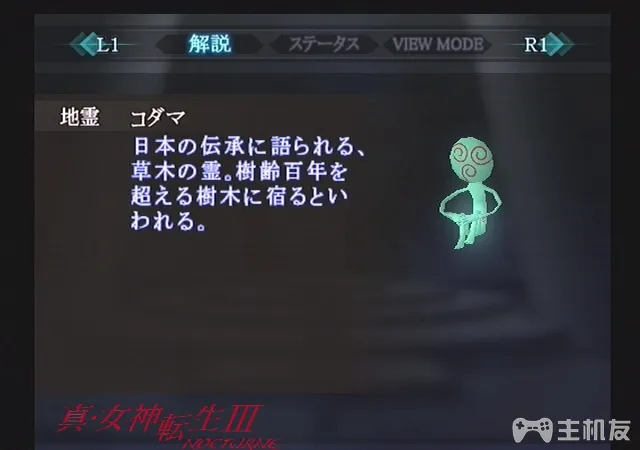 L1 解説 ステータス VIEW MODE R1
地霊 コダマ
日本の伝承に語られる、
草木の霊。樹齢百年を
超える樹木に宿るとい
われる。
真・女神転生III
NOCTURNE
主机友